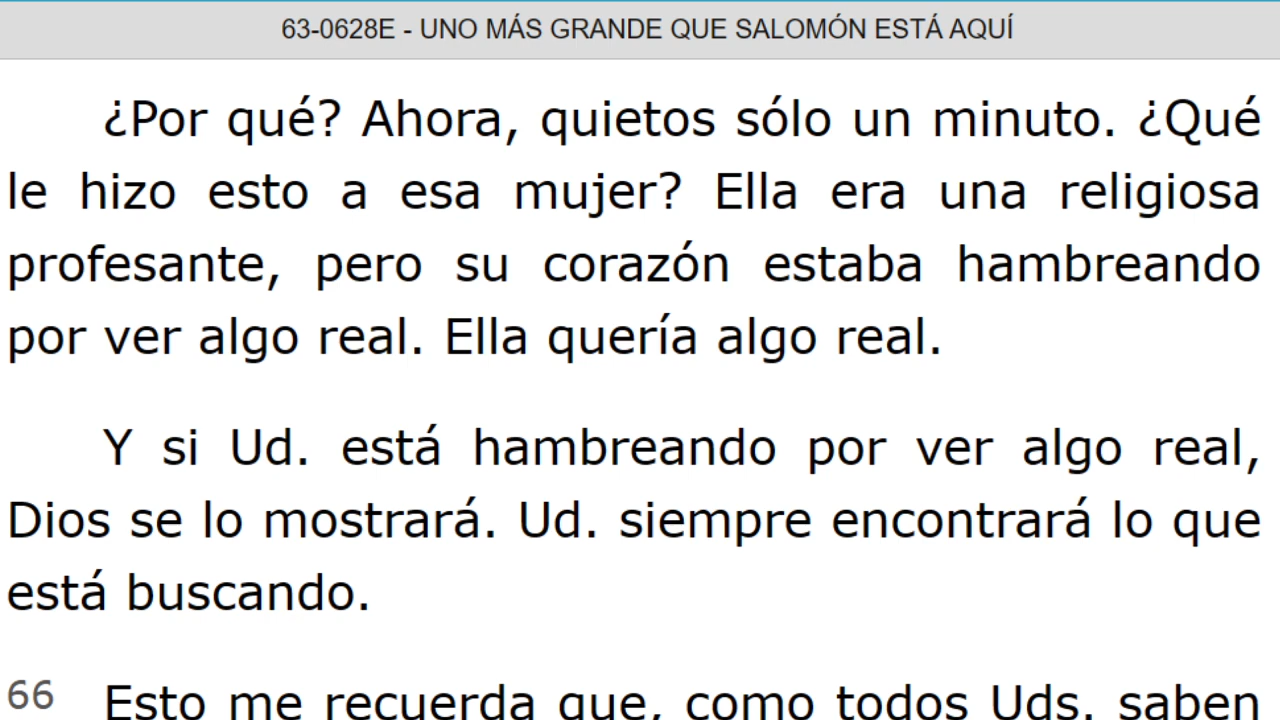 63-0628E - UNO MÁS GRANDE QUE SALOMÓN ESTÁ AQUÍ
¿Por qué? Ahora, quietos sólo un minuto. ¿Qué
le hizo esto a esa mujer? Ella era una religiosa
profesante, pero su corazón estaba hambreando
por ver algo real. Ella quería algo real.
Y si Ud. está hambreando por ver algo real,
Dios se lo mostrará. Ud. siempre encontrará lo que
está buscando.
66 Esto me recuerda que, como todos Uds. saben